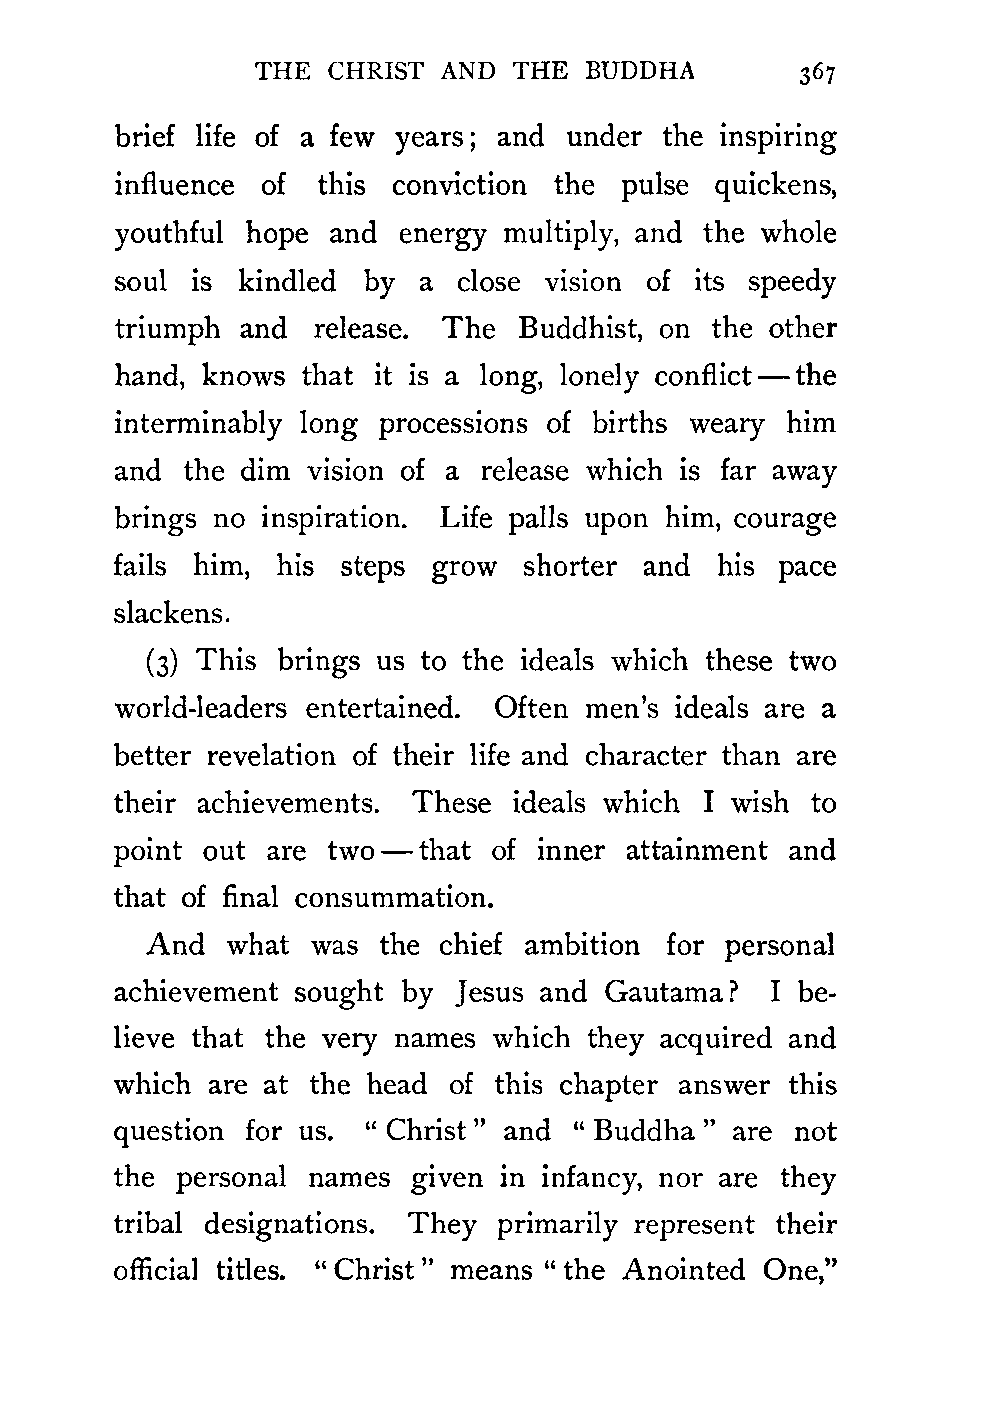 THE CHRIST AND THE BUDDHA 367
brief life of a few years; and under the inspiring
influence of this conviction the pulse quickens,
youthful hope and energy multiply, and the whole
soul is kindled by a close vision of its speedy
triumph and release. The Buddhist, on the other
hand, knows that it is a long, lonely conflict—the
interminably long processions of births weary him
and the dim vision of a release which is far away
brings no inspiration. Life palls upon him, courage
fails him, his steps grow shorter and his pace
slackens.
(3) This brings us to the ideals which these two
world-leaders entertained. Often men's ideals are a
better revelation of their life and character than are
their achievements. These ideals which I wish to
point out are two—that of inner attainment and
that of final consummation.
And what was the chief ambition for personal
achievement sought by Jesus and Gautama? I be-
lieve that the very names which they acquired and
which are at the head of this chapter answer this
question for us. "Christ" and "Buddha" are not
the personal names given in infancy, nor are they
tribal designations. They primarily represent their
official titles. "Christ" means "the Anointed One,"